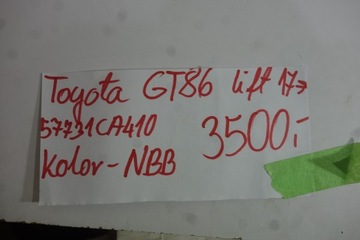 Toyota GT86 lift 17→
57731CA410 3500,-
Kolor-NBB